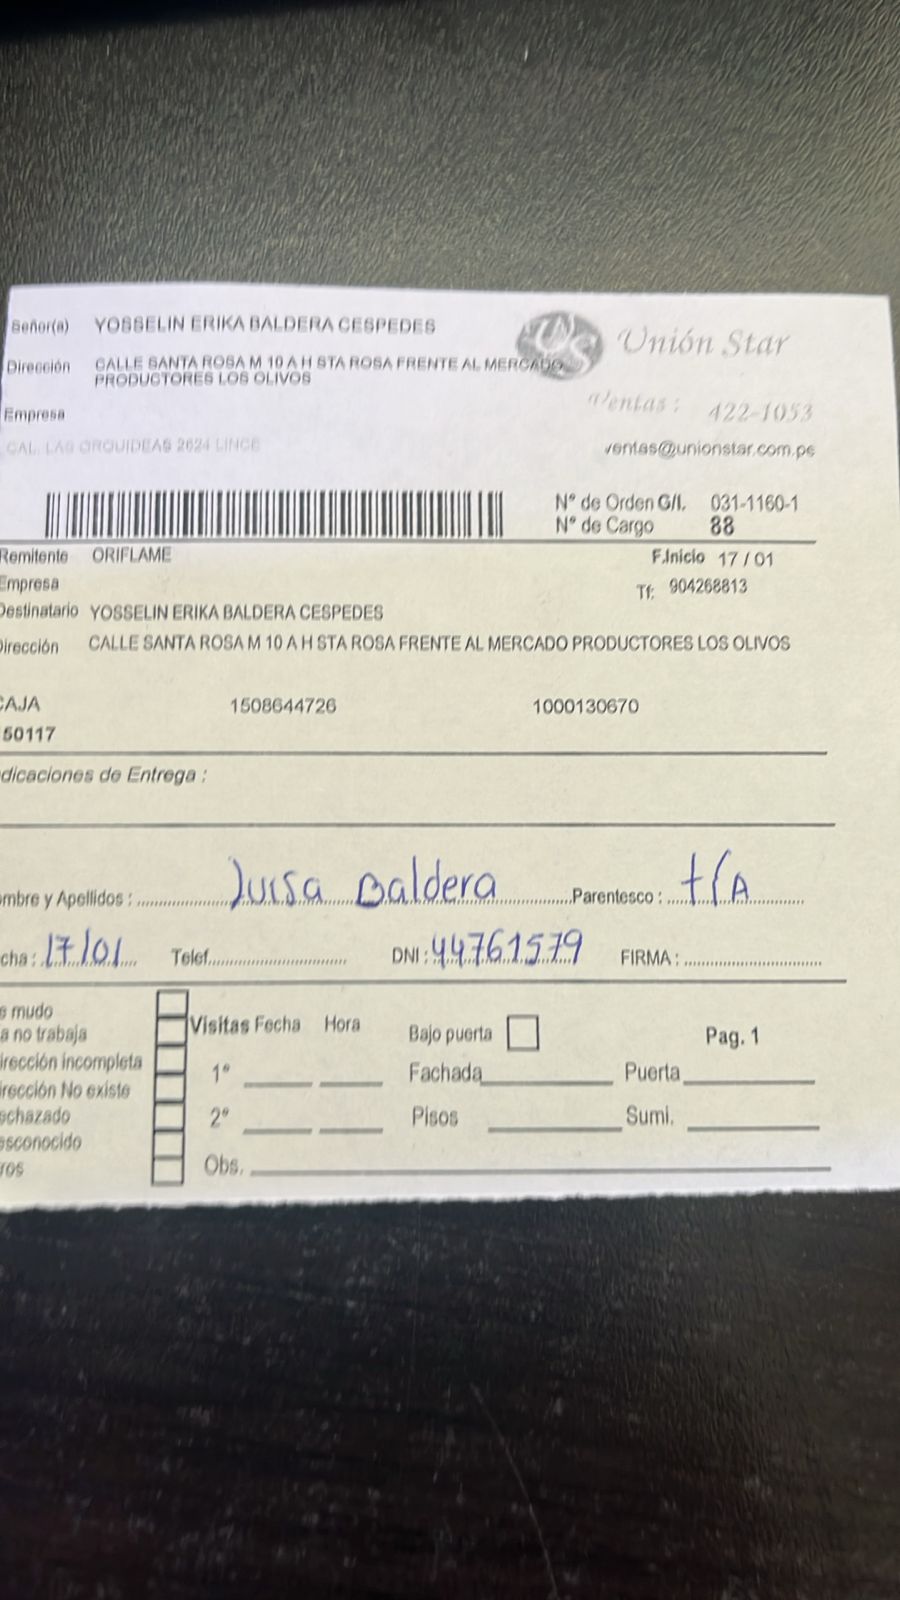 Señor(a) YOSSELIN ERIKA BALDERA CESPEDES
Unión Star
Dirección CALLE SANTA ROSA M 10 A H STA ROSA FRENTE AL MERCADO
PRODUCTORES LOS OLIVOS
Empresa
Ventas : 422-1053
CAL. LAS ORQUIDEAS 2624 LINCE
ventas@unionstar.com.pe
N° de Orden G/I. 031-1160-1
N° de Cargo 88
Remitente ORIFLAME
F.Inicio 17 / 01
Empresa
Tf: 904268813
Destinatario YOSSELIN ERIKA BALDERA CESPEDES
Dirección CALLE SANTA ROSA M 10 A H STA ROSA FRENTE AL MERCADO PRODUCTORES LOS OLIVOS
CAJA 1508644726 1000130670
50117
dicaciones de Entrega :
ombre y Apellidos : Luisa Baldera Parentesco : tíA
cha : 17/01 Telef. DNI : 44761579 FIRMA :
e mudo
Visitas Fecha Hora Bajo puerta Pag. 1
a no trabaja
irección incompleta 1° Fachada Puerta
irección No existe
echazado 2° Pisos Sumi.
esconocido
ros Obs.